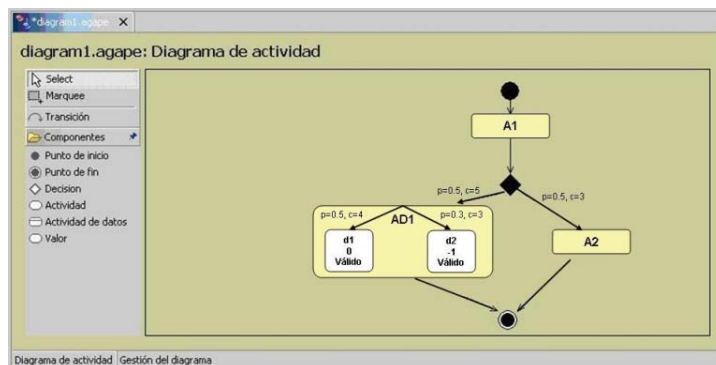 *diagram1.agape
diagram1.agape: Diagrama de actividad
Select
Marquee
Transición
Componentes
Punto de inicio
Punto de fin
Decision
Actividad
Actividad de datos
Valor
A1
p=0.5, c=5
p=0.5, c=3
p=0.5, c=4
p=0.3, c=3
AD1
d1
0
Válido
d2
-1
Válido
A2
Diagrama de actividad Gestión del diagrama